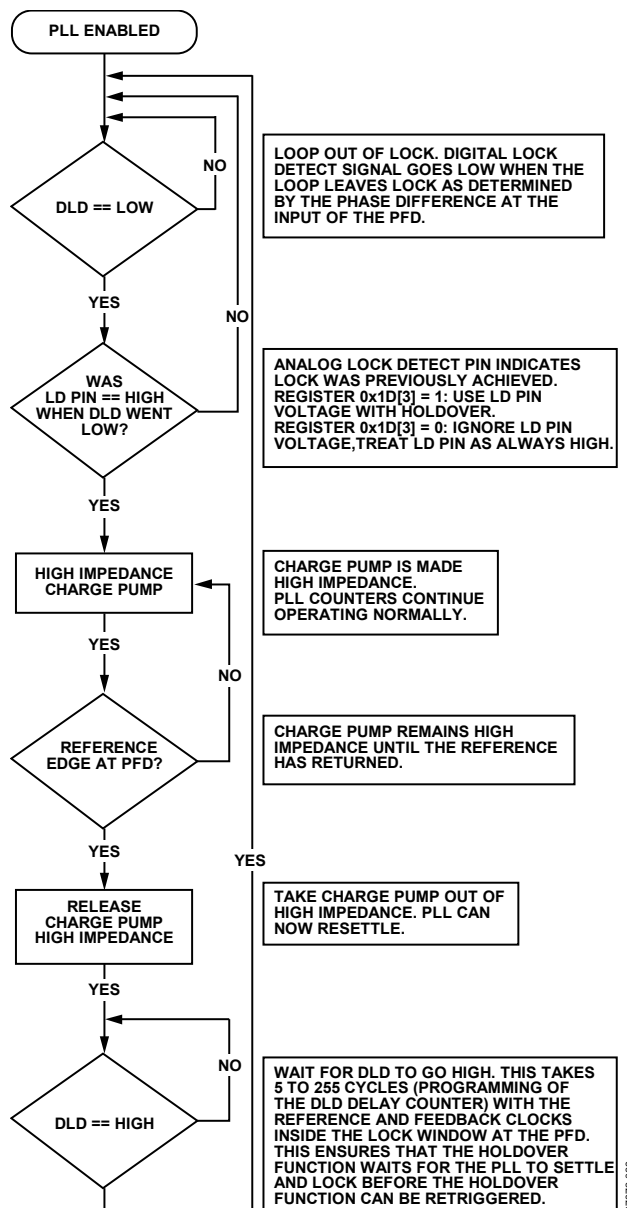 PLL ENABLED
NO
DLD == LOW
LOOP OUT OF LOCK. DIGITAL LOCK
DETECT SIGNAL GOES LOW WHEN THE
LOOP LEAVES LOCK AS DETERMINED
BY THE PHASE DIFFERENCE AT THE
INPUT OF THE PFD.
YES
NO
WAS
LD PIN == HIGH
WHEN DLD WENT
LOW?
ANALOG LOCK DETECT PIN INDICATES
LOCK WAS PREVIOUSLY ACHIEVED.
REGISTER 0x1D[3] = 1: USE LD PIN
VOLTAGE WITH HOLDOVER.
REGISTER 0x1D[3] = 0: IGNORE LD PIN
VOLTAGE,TREAT LD PIN AS ALWAYS HIGH.
YES
HIGH IMPEDANCE
CHARGE PUMP
CHARGE PUMP IS MADE
HIGH IMPEDANCE.
PLL COUNTERS CONTINUE
OPERATING NORMALLY.
YES
NO
REFERENCE
EDGE AT PFD?
CHARGE PUMP REMAINS HIGH
IMPEDANCE UNTIL THE REFERENCE
HAS RETURNED.
YES
YES
RELEASE
CHARGE PUMP
HIGH IMPEDANCE
TAKE CHARGE PUMP OUT OF
HIGH IMPEDANCE. PLL CAN
NOW RESETTLE.
YES
NO
DLD == HIGH
WAIT FOR DLD TO GO HIGH. THIS TAKES
5 TO 255 CYCLES (PROGRAMMING OF
THE DLD DELAY COUNTER) WITH THE
REFERENCE AND FEEDBACK CLOCKS
INSIDE THE LOCK WINDOW AT THE PFD.
THIS ENSURES THAT THE HOLDOVER
FUNCTION WAITS FOR THE PLL TO SETTLE
AND LOCK BEFORE THE HOLDOVER
FUNCTION CAN BE RETRIGGERED.